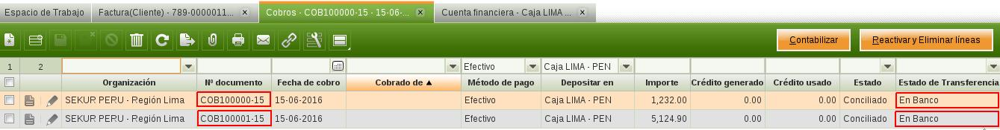 Espacio de Trabajo Factura(Cliente) - 789-0000011... Cobros - COB100000-15 - 15-06-... Cuenta financiera - Caja LIMA ...
Contabilizar Reactivar y Eliminar líneas
1 2 Efectivo Caja LIMA - PEN
Organización Nº documento Fecha de cobro Cobrado de Método de pago Depositar en Importe Crédito generado Crédito usado Estado Estado de Transferencia
SEKUR PERU - Región Lima COB100000-15 15-06-2016 Efectivo Caja LIMA - PEN 1,232.00 0.00 0.00 Conciliado En Banco
SEKUR PERU - Región Lima COB100001-15 15-06-2016 Efectivo Caja LIMA - PEN 5,124.90 0.00 0.00 Conciliado En Banco